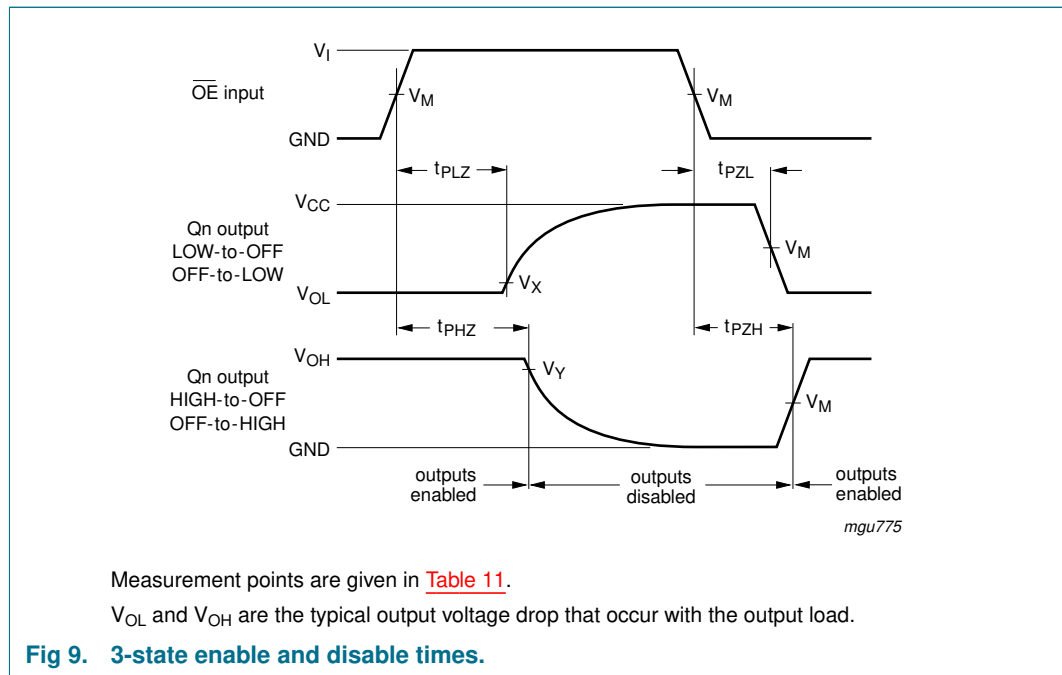 V_I
O̅E̅ input
V_M
V_M
GND
t_PLZ
t_PZL
V_CC
Qn output
LOW-to-OFF
OFF-to-LOW
V_M
V_X
V_OL
t_PHZ
t_PZH
V_OH
Qn output
HIGH-to-OFF
OFF-to-HIGH
V_Y
V_M
GND
outputs
enabled
outputs
disabled
outputs
enabled
mgu775
Measurement points are given in Table 11.
V_OL and V_OH are the typical output voltage drop that occur with the output load.
Fig 9. 3-state enable and disable times.